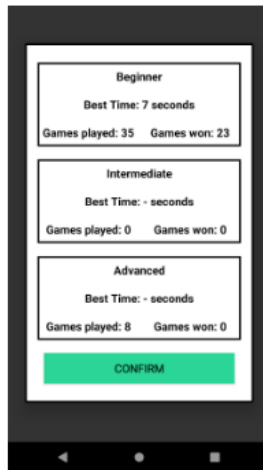 Beginner
Best Time: 7 seconds
Games played: 35 Games won: 23
Intermediate
Best Time: - seconds
Games played: 0 Games won: 0
Advanced
Best Time: - seconds
Games played: 8 Games won: 0
CONFIRM